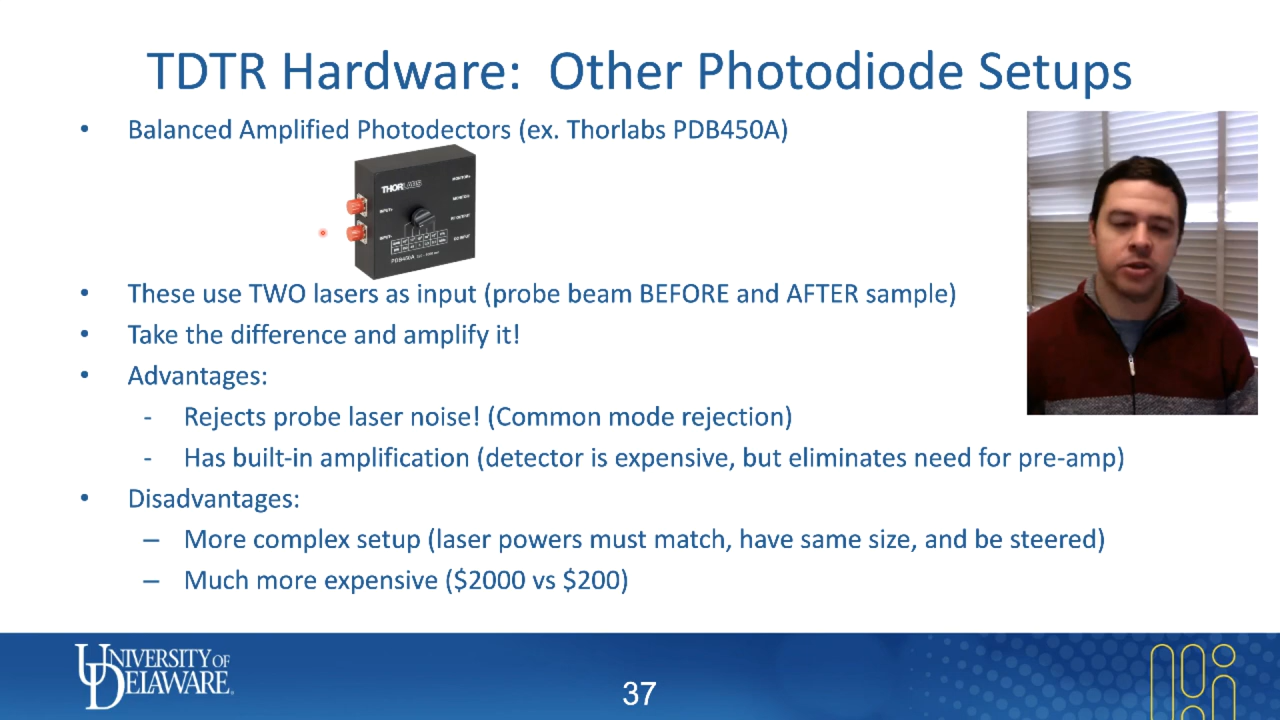 TDTR Hardware: Other Photodiode Setups
• Balanced Amplified Photodectors (ex. Thorlabs PDB450A)
THORLABS
PDB450A
• These use TWO lasers as input (probe beam BEFORE and AFTER sample)
• Take the difference and amplify it!
• Advantages:
- Rejects probe laser noise! (Common mode rejection)
- Has built-in amplification (detector is expensive, but eliminates need for pre-amp)
• Disadvantages:
– More complex setup (laser powers must match, have same size, and be steered)
– Much more expensive ($2000 vs $200)
UNIVERSITY OF
DELAWARE.
37